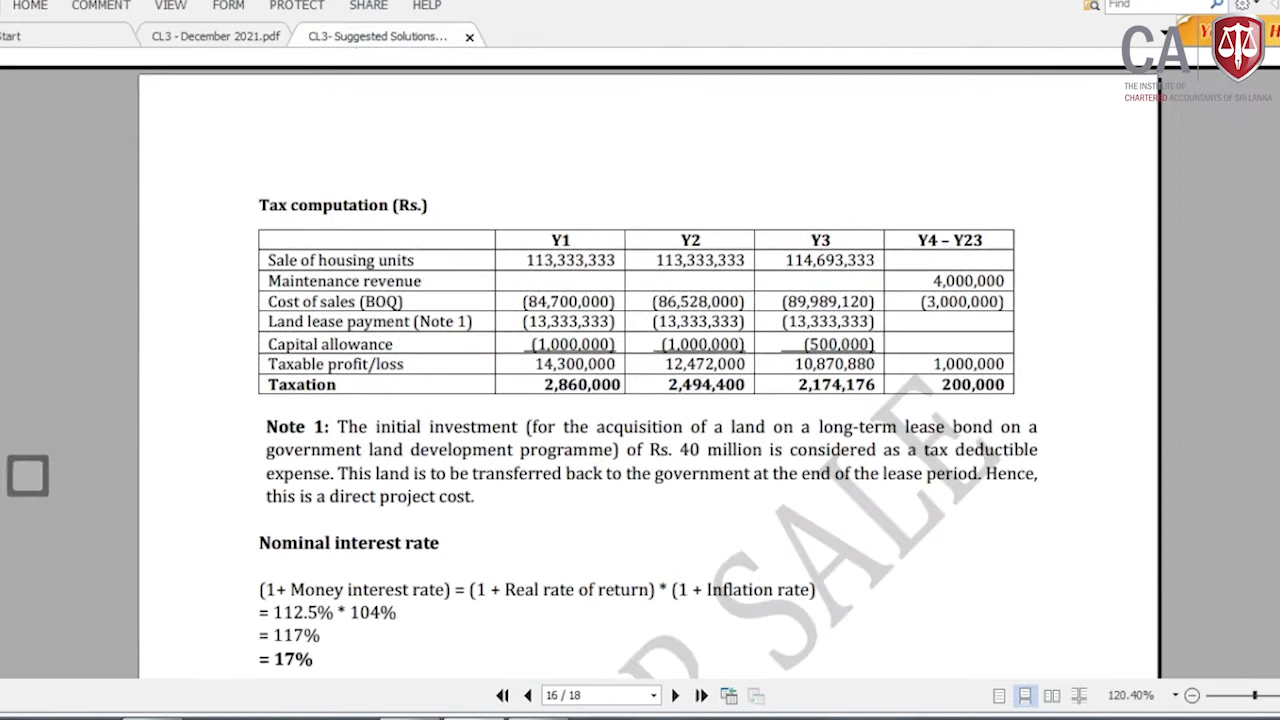 HOME COMMENT VIEW FORM PROTECT SHARE HELP Find
Start CL3 - December 2021.pdf CL3- Suggested Solutions... ×
CA
THE INSTITUTE OF
CHARTERED ACCOUNTANTS OF SRI LANKA
Tax computation (Rs.)
Y1 Y2 Y3 Y4 – Y23
Sale of housing units 113,333,333 113,333,333 114,693,333
Maintenance revenue 4,000,000
Cost of sales (BOQ) (84,700,000) (86,528,000) (89,989,120) (3,000,000)
Land lease payment (Note 1) (13,333,333) (13,333,333) (13,333,333)
Capital allowance (1,000,000) (1,000,000) (500,000)
Taxable profit/loss 14,300,000 12,472,000 10,870,880 1,000,000
Taxation 2,860,000 2,494,400 2,174,176 200,000
Note 1: The initial investment (for the acquisition of a land on a long-term lease bond on a
government land development programme) of Rs. 40 million is considered as a tax deductible
expense. This land is to be transferred back to the government at the end of the lease period. Hence,
this is a direct project cost.
Nominal interest rate
(1+ Money interest rate) = (1 + Real rate of return) * (1 + Inflation rate)
= 112.5% * 104%
= 117%
= 17%
SALE
16 / 18 120.40%